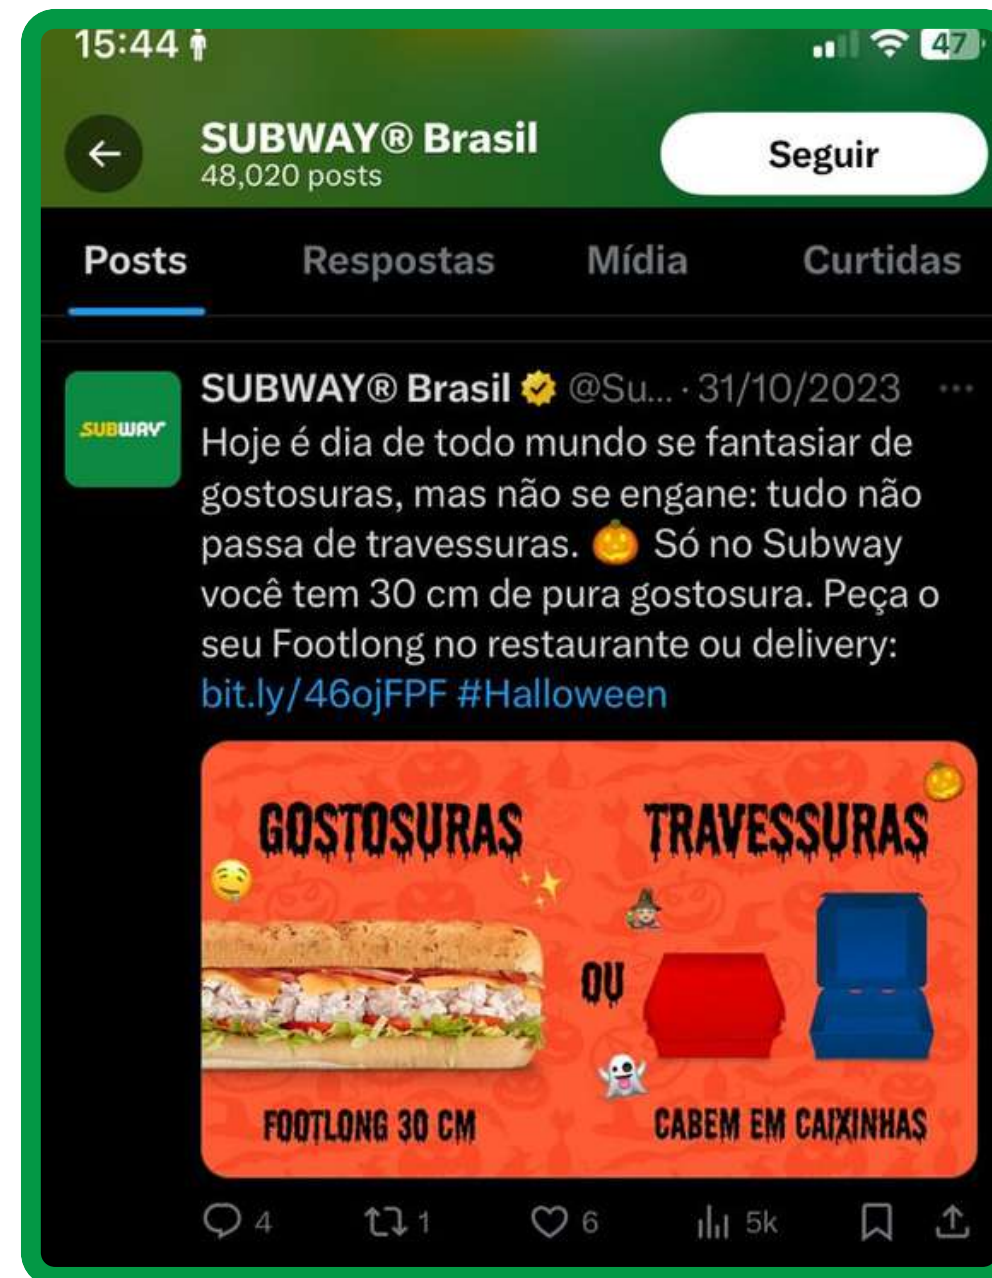 15:44
47
SUBWAY® Brasil
48,020 posts
Seguir
Posts Respostas Mídia Curtidas
SUBWAY
SUBWAY® Brasil @Su... · 31/10/2023
Hoje é dia de todo mundo se fantasiar de
gostosuras, mas não se engane: tudo não
passa de travessuras. 🎃 Só no Subway
você tem 30 cm de pura gostosura. Peça o
seu Footlong no restaurante ou delivery:
bit.ly/46ojFPF #Halloween
GOSTOSURAS
OU
TRAVESSURAS
FOOTLONG 30 CM
CABEM EM CAIXINHAS
4 1 6 5k